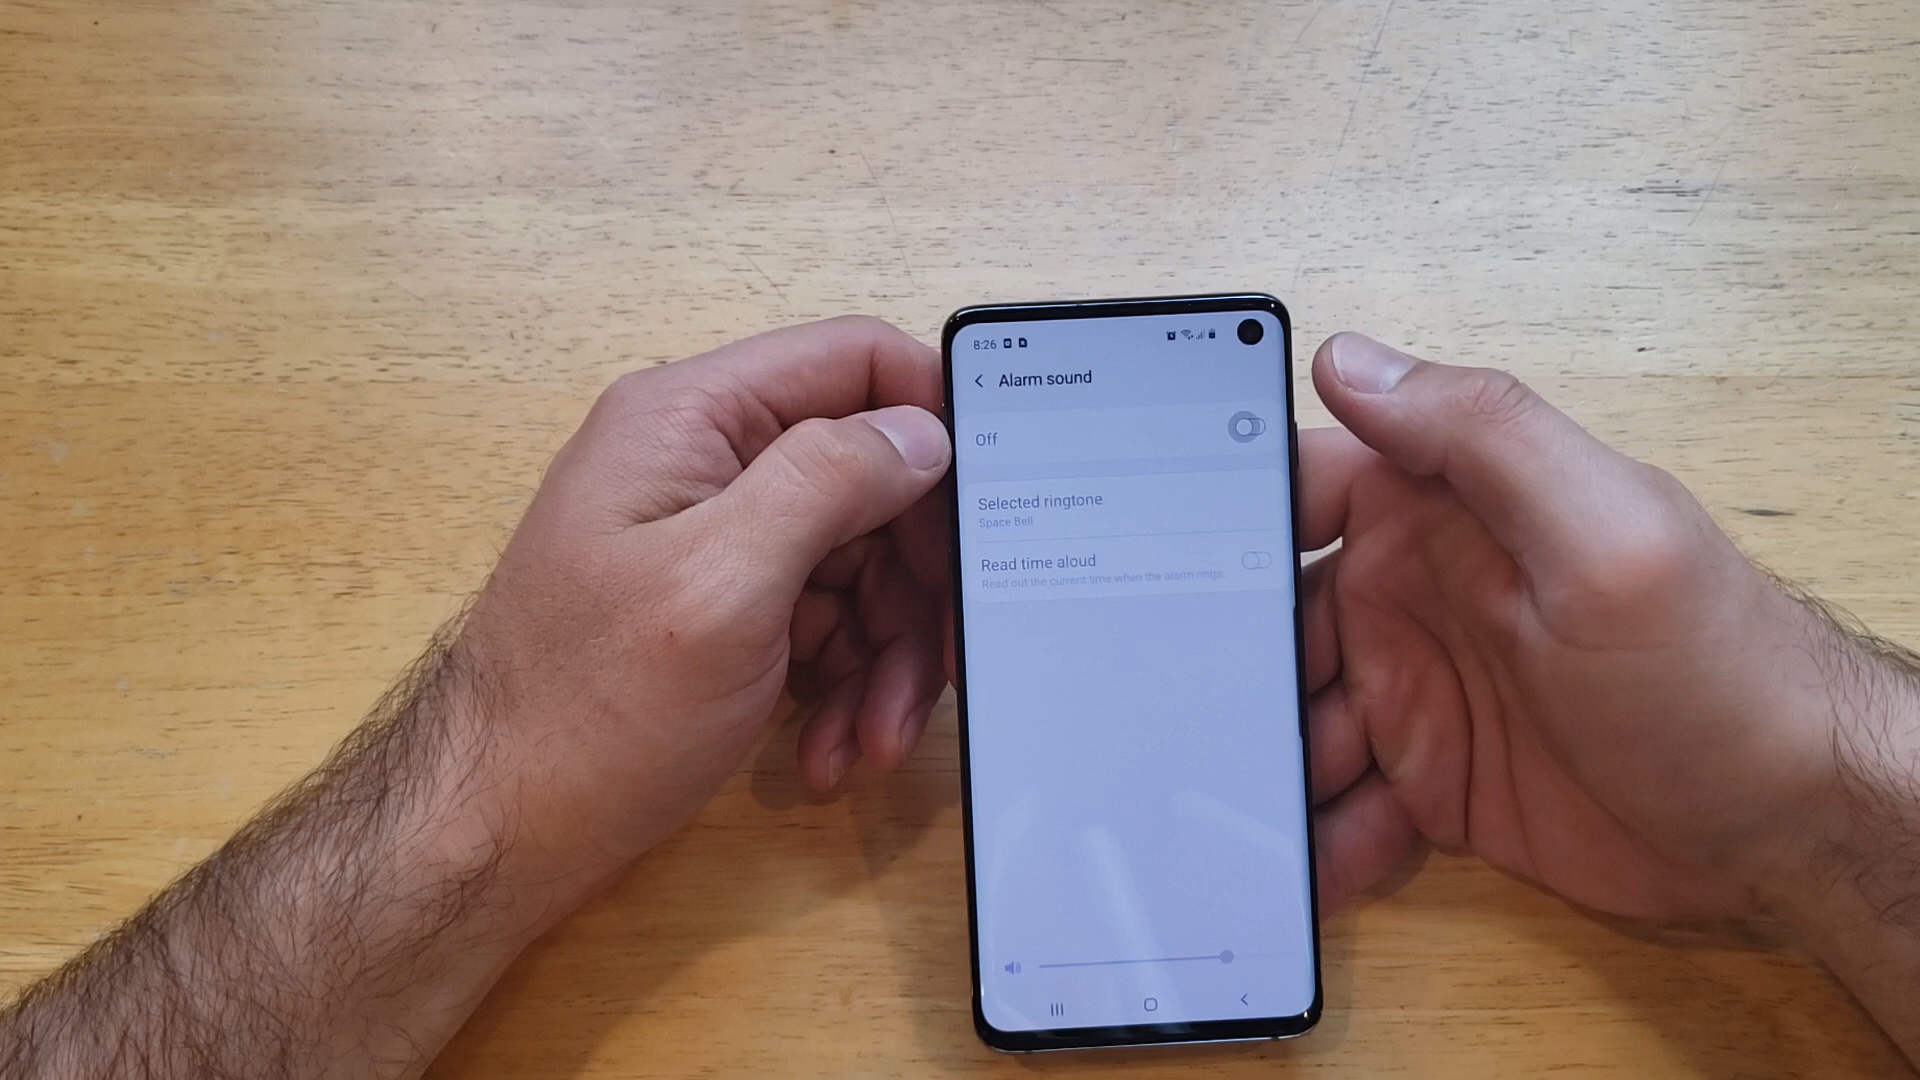 8:26
Alarm sound
Off
Selected ringtone
Space Bell
Read time aloud
Read out the current time when the alarm rings.